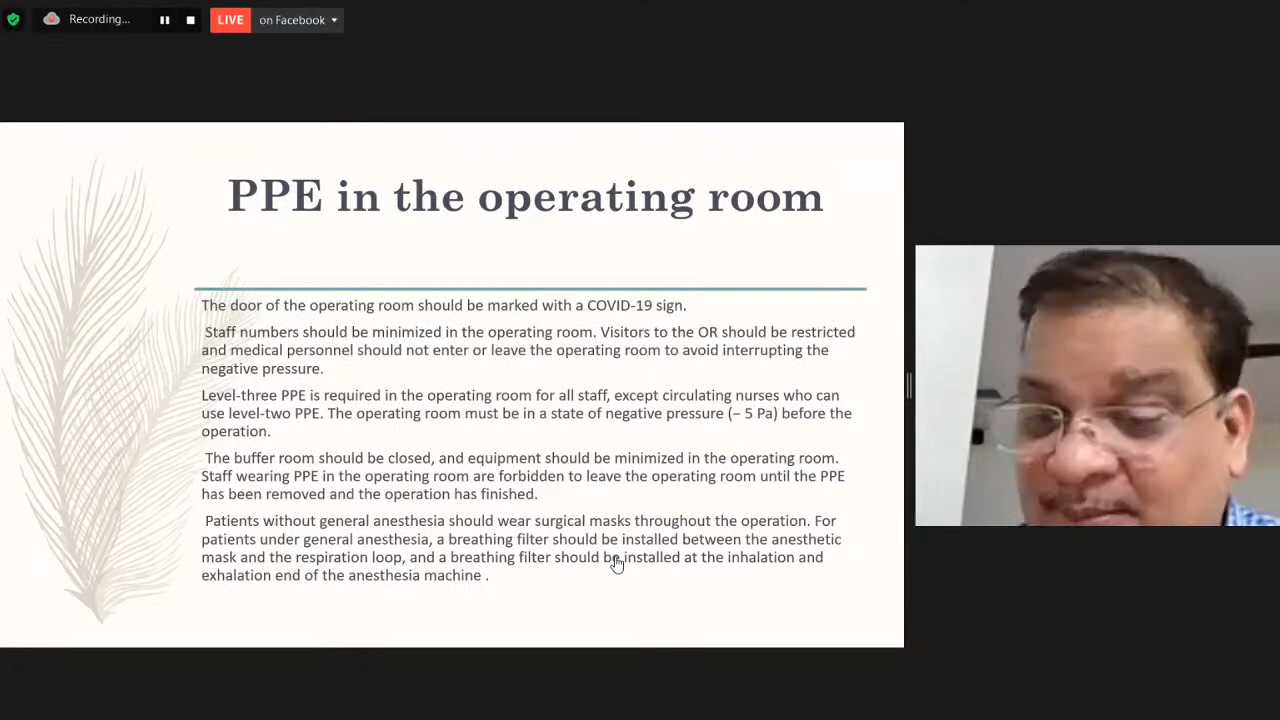 Recording...
LIVE on Facebook
PPE in the operating room
The door of the operating room should be marked with a COVID-19 sign.
Staff numbers should be minimized in the operating room. Visitors to the OR should be restricted
and medical personnel should not enter or leave the operating room to avoid interrupting the
negative pressure.
Level-three PPE is required in the operating room for all staff, except circulating nurses who can
use level-two PPE. The operating room must be in a state of negative pressure (– 5 Pa) before the
operation.
The buffer room should be closed, and equipment should be minimized in the operating room.
Staff wearing PPE in the operating room are forbidden to leave the operating room until the PPE
has been removed and the operation has finished.
Patients without general anesthesia should wear surgical masks throughout the operation. For
patients under general anesthesia, a breathing filter should be installed between the anesthetic
mask and the respiration loop, and a breathing filter should be installed at the inhalation and
exhalation end of the anesthesia machine .